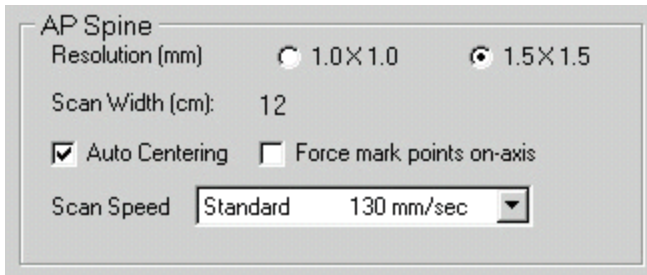 AP Spine
Resolution (mm) 1.0X1.0 1.5X1.5
Scan Width (cm): 12
Auto Centering Force mark points on-axis
Scan Speed Standard 130 mm/sec